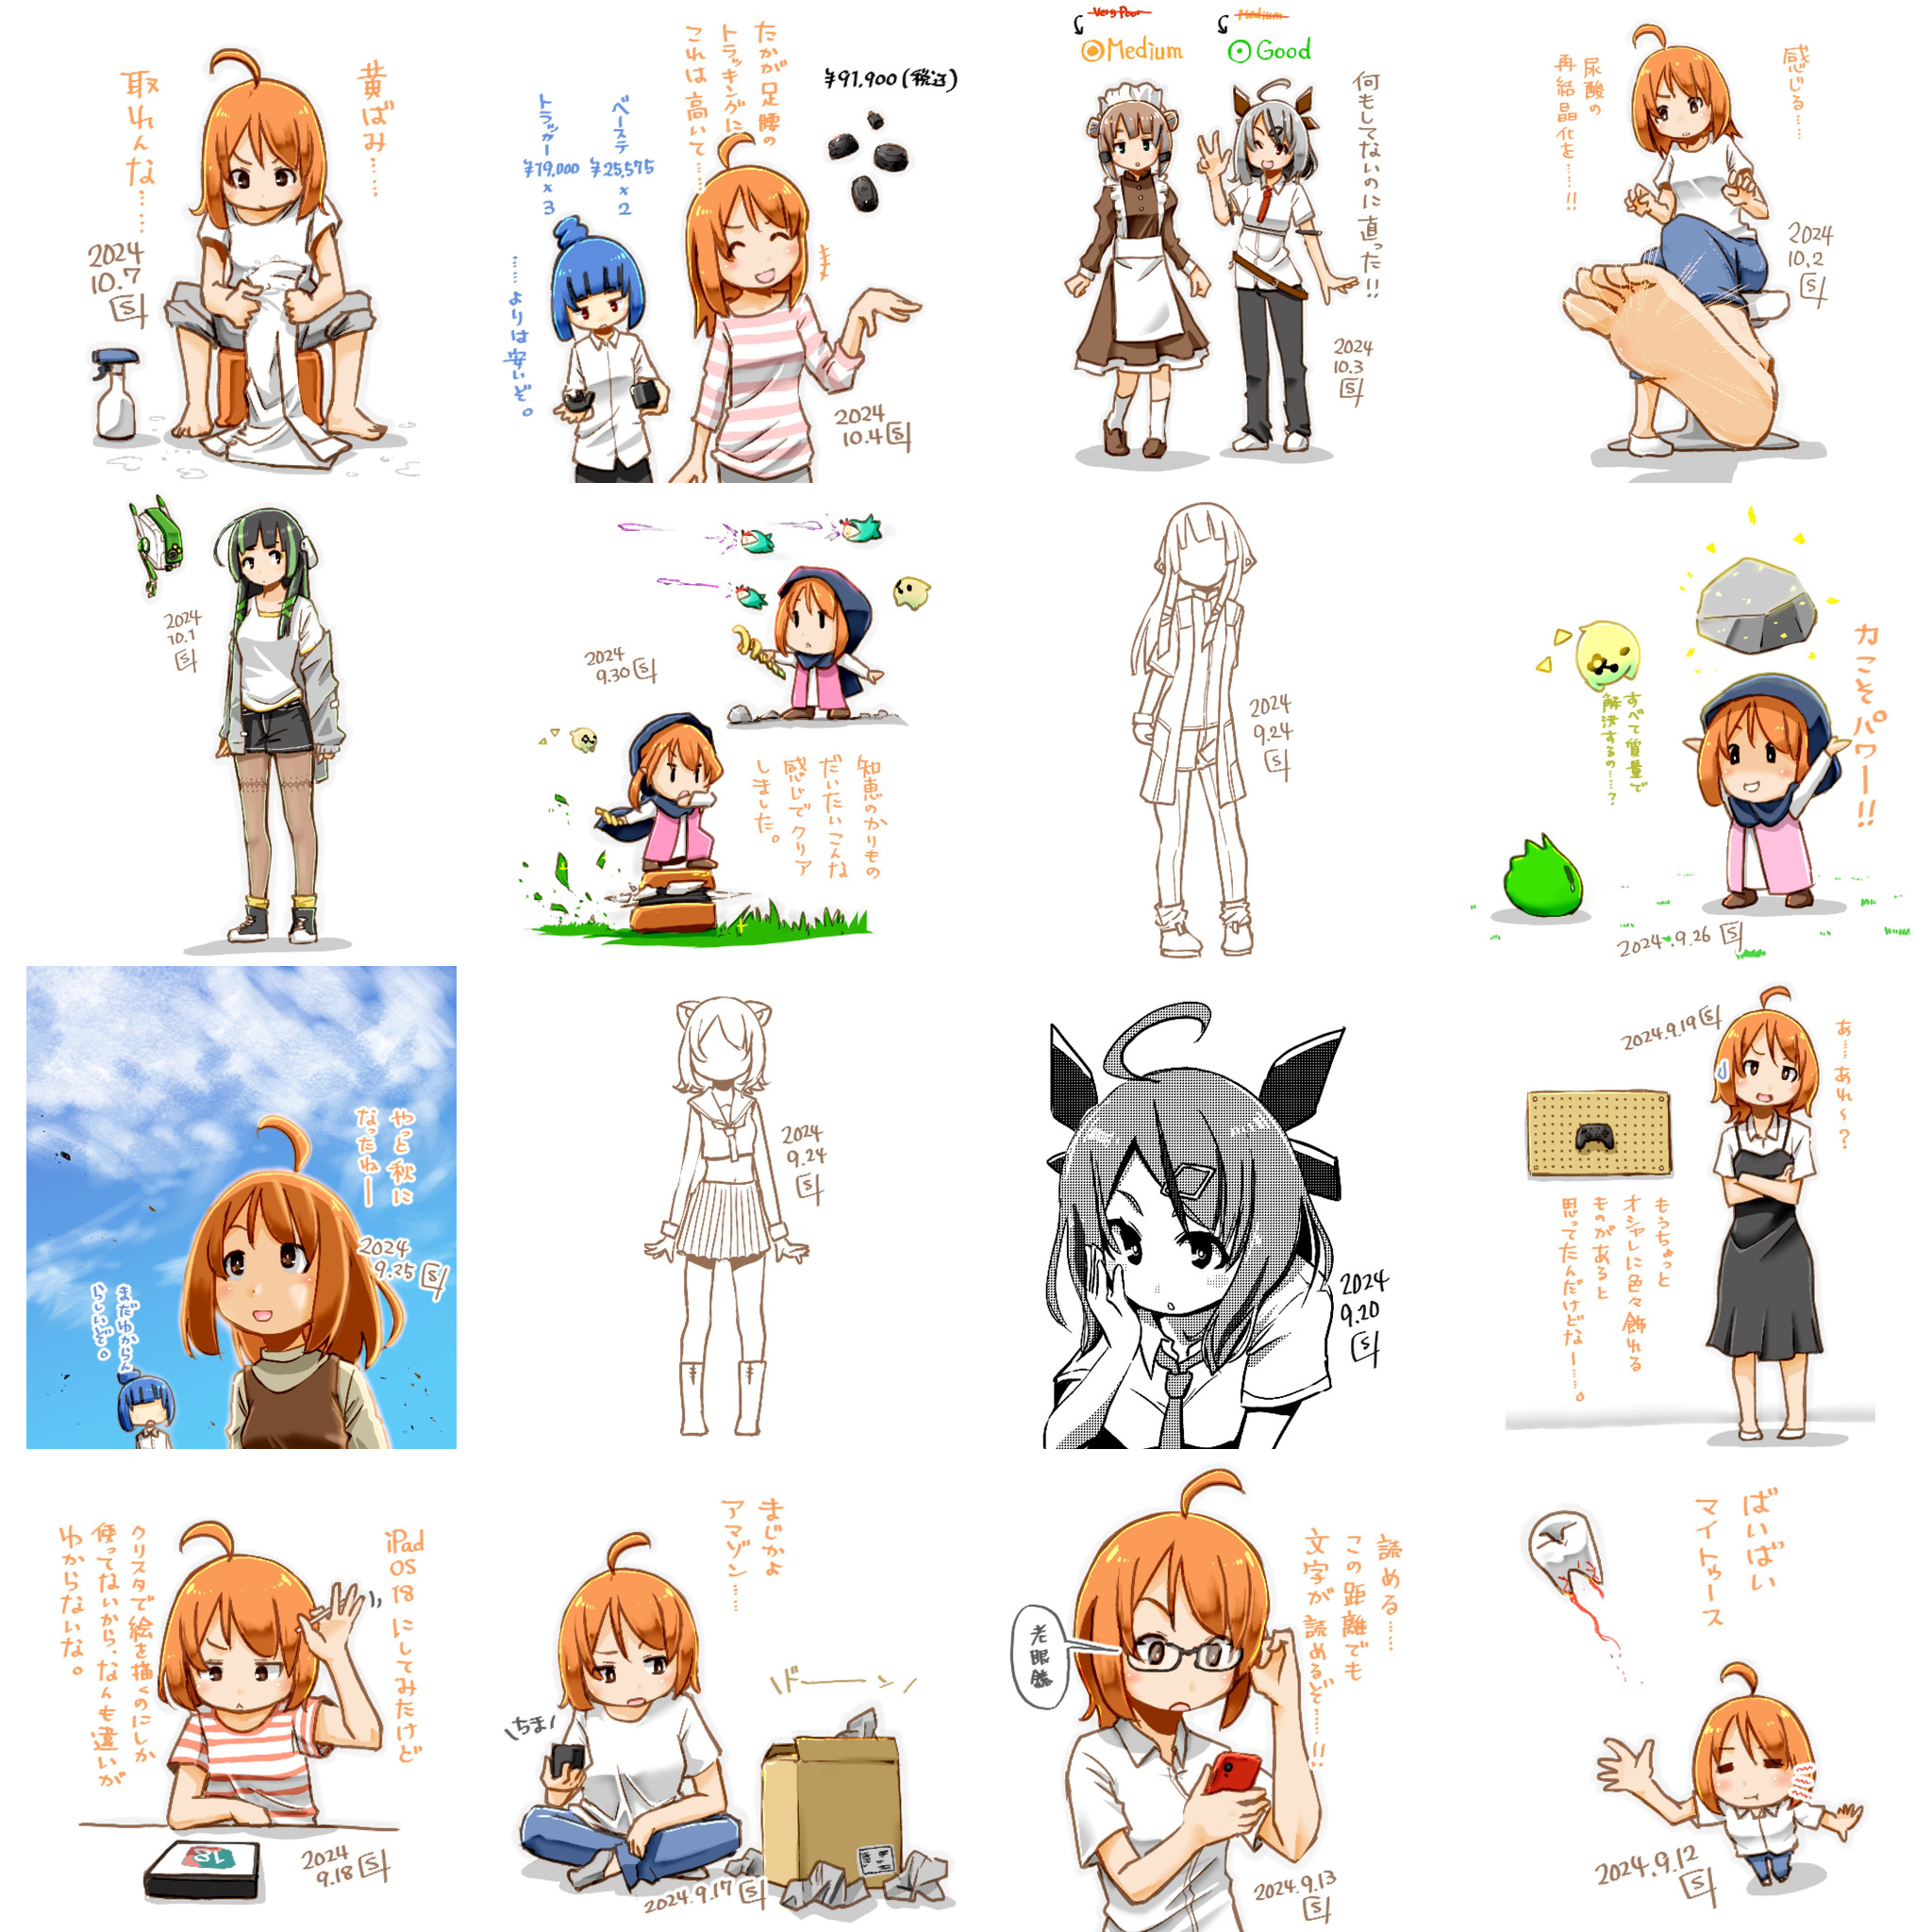 黄ばみ……
取れんな……
2024
10.7
S
たかが足腰の
トラッキングに
これは高いて……
¥91,900(税込)
ベーステ
¥25,575
x
2
トラッカー
¥19,000
x
3
……よりは安いぞ。
2024
10.4
S
Very Poor
Medium
Medium
Good
何もしてないのに直った!!
2024
10.3
S
感じる……
尿酸の
再結晶化を……!!
2024
10.2
S
2024
10.1
S
2024
9.30
S
知恵のかりもの
だいたいこんな
感じでクリア
しました。
2024
9.24
S
力こそパワー!!
すべて質量で
解決するの……?
2024.9.26
S
やっと秋に
なったねー
2024
9.25
S
まだゆからん
らしいぞ。
2024
9.24
S
2024
9.20
S
2024.9.19
S
あ……あれ〜?
もうちょっと
オシャレに色々飾れる
ものがあると
思ってたんだけどなー……。
iPad
OS
18
にしてみたけど
クリスタで絵を描くのにしか
使ってないから、なんも違いが
わからないな。
18
2024
9.18
S
まじかよ
アマゾン……
ちま
ドーーン
2024.9.17
S
読める……
この距離でも
文字が読めるぞ……!!
老眼鏡
2024.9.13
S
ばいばい
マイトゥース
2024.9.12
S